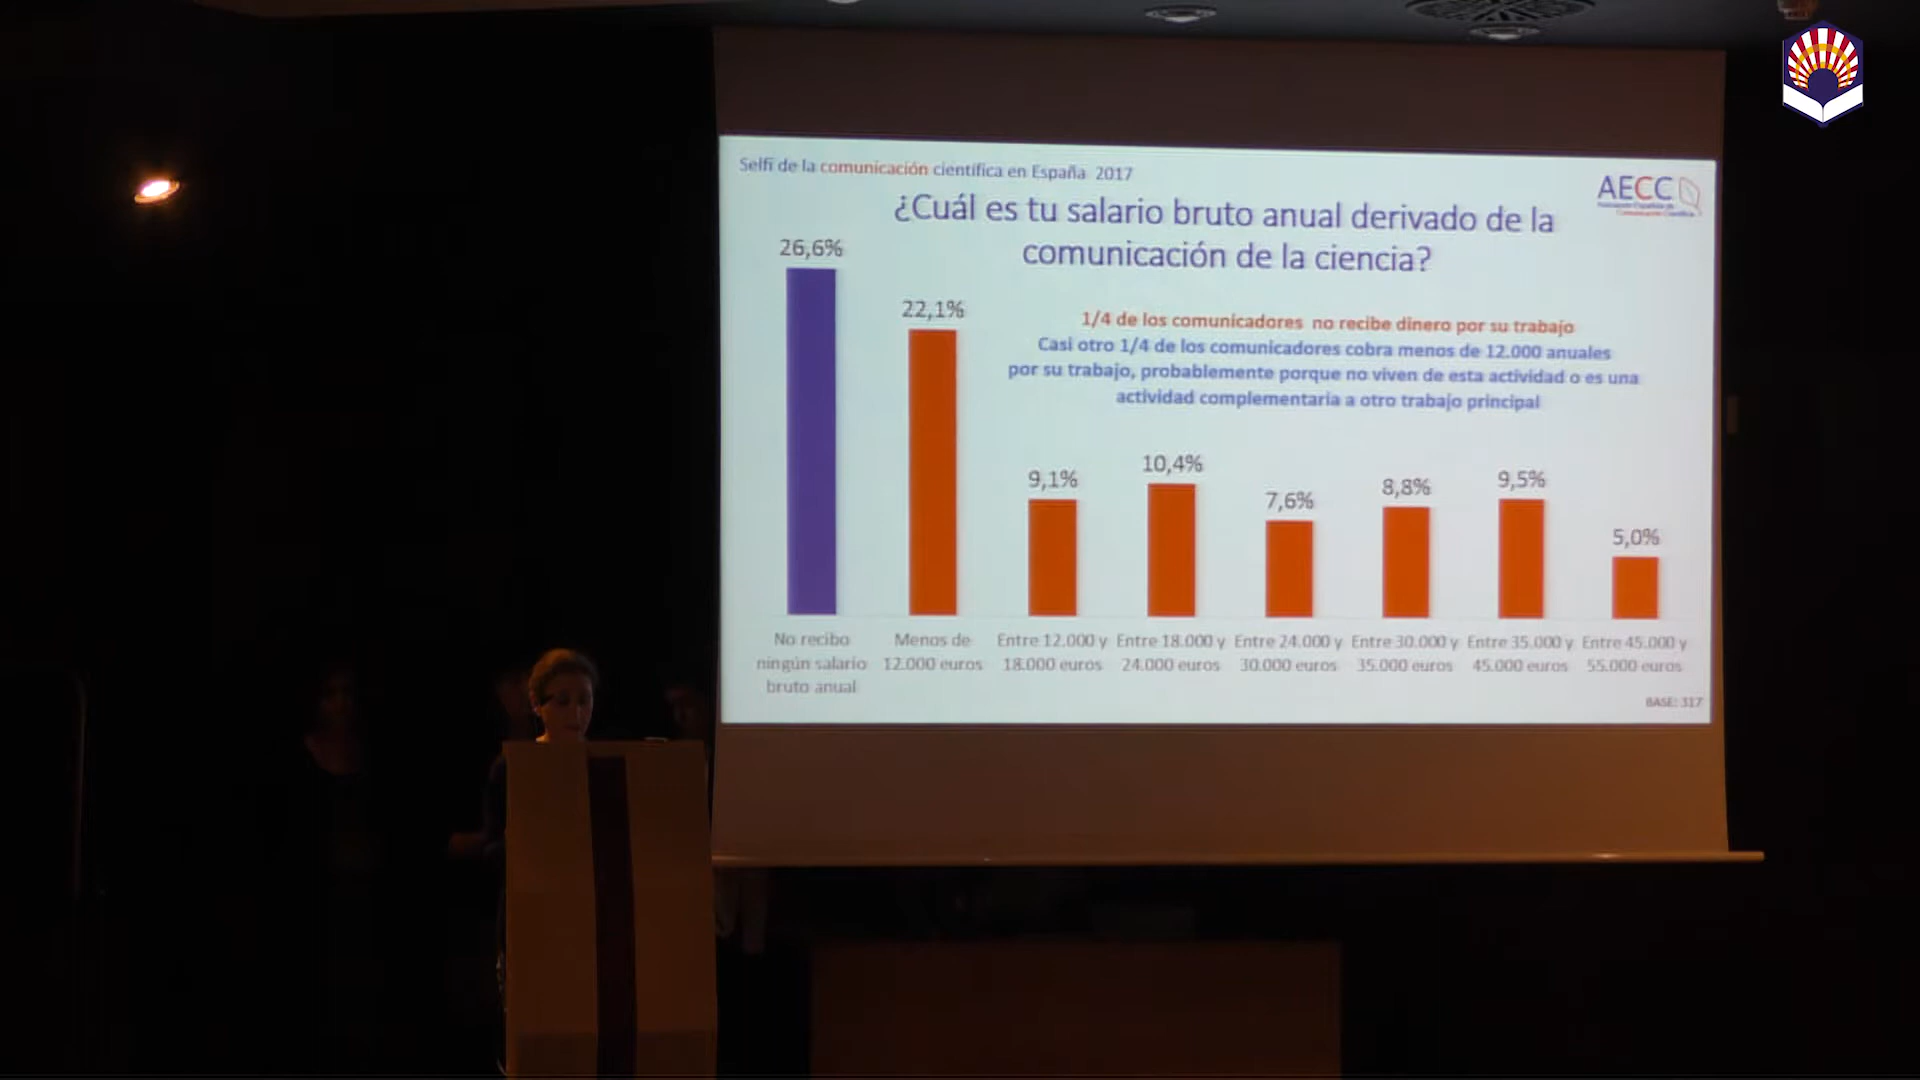 Selfi de la comunicación científica en España 2017
AECC
¿Cuál es tu salario bruto anual derivado de la
comunicación de la ciencia?
26,6%
22,1%
1/4 de los comunicadores no recibe dinero por su trabajo
Casi otro 1/4 de los comunicadores cobra menos de 12.000 anuales
por su trabajo, probablemente porque no viven de esta actividad o es una
actividad complementaria a otro trabajo principal
9,1%
10,4%
7,6%
8,8%
9,5%
5,0%
No recibo
ningún salario
bruto anual
Menos de
12.000 euros
Entre 12.000 y
18.000 euros
Entre 18.000 y
24.000 euros
Entre 24.000 y
30.000 euros
Entre 30.000 y
35.000 euros
Entre 35.000 y
45.000 euros
Entre 45.000 y
55.000 euros
BASE: 317